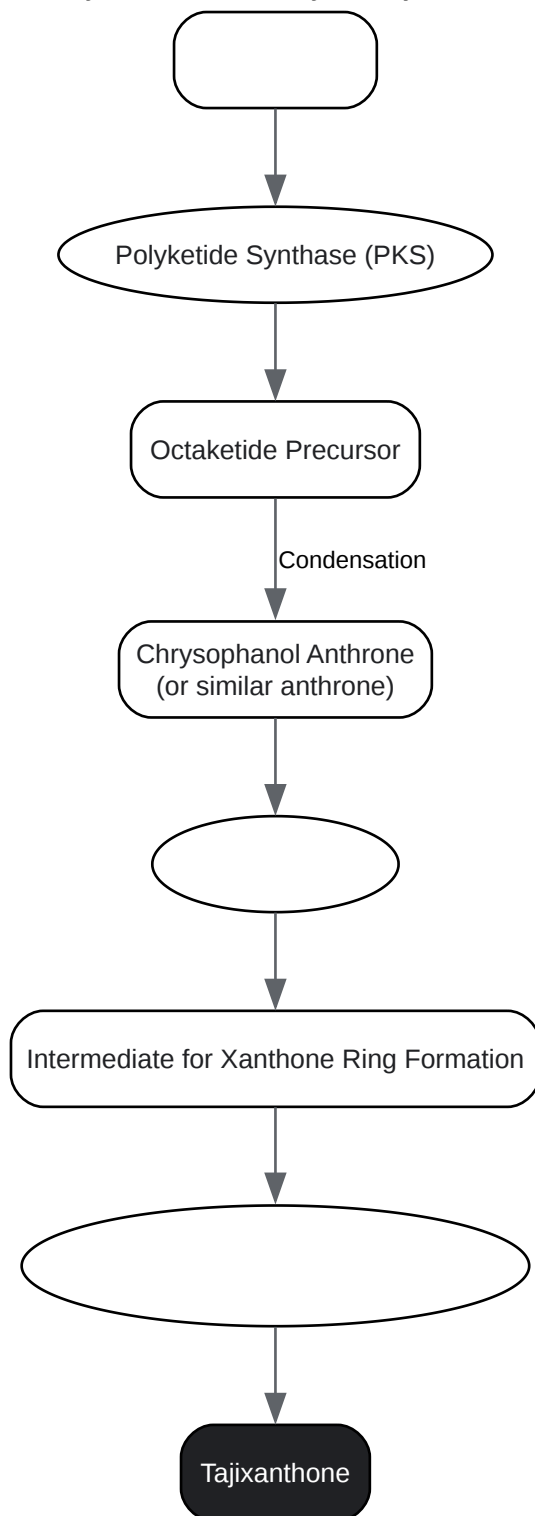 Polyketide Synthase (PKS)
Octaketide Precursor
Condensation
Chrysophanol Anthrone
(or similar anthrone)
Intermediate for Xanthone Ring Formation
Tajixanthone